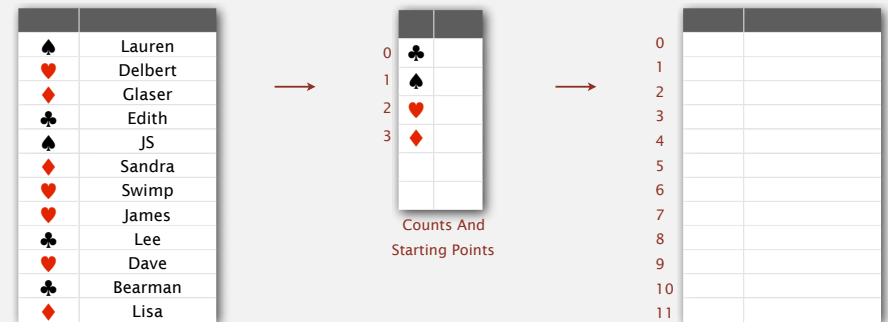 ♠ Lauren
♥ Delbert
♦ Glaser
♣ Edith
♠ JS
♦ Sandra
♥ Swimp
♥ James
♣ Lee
♥ Dave
♣ Bearman
♦ Lisa
0 ♣
1 ♠
2 ♥
3 ♦
Counts And
Starting Points
0
1
2
3
4
5
6
7
8
9
10
11